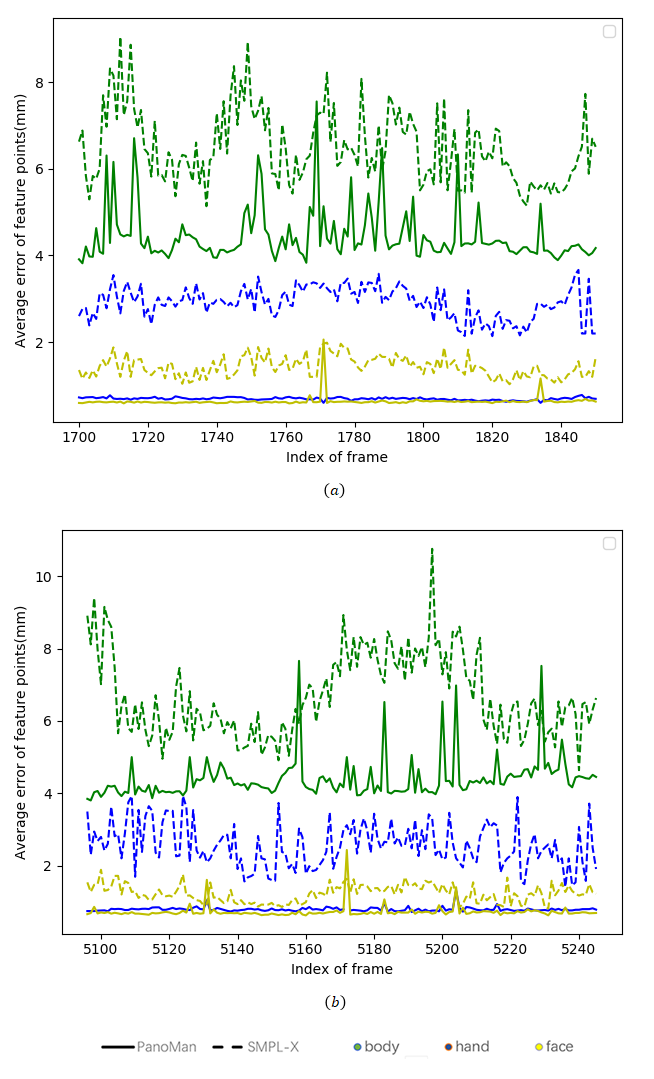 Average error of feature points(mm)
8
6
4
2
1700 1720 1740 1760 1780 1800 1820 1840
Index of frame
(a)
Average error of feature points(mm)
10
8
6
4
2
5100 5120 5140 5160 5180 5200 5220 5240
Index of frame
(b)
PanoMan SMPL-X body hand face